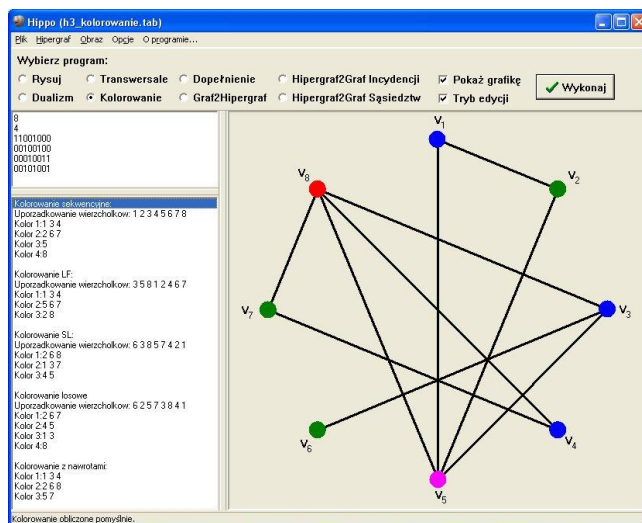 Hippo (h3_kolorowanie.tab)
Plik Hipergraf Obraz Opcje O programie...
Wybierz program:
Rysuj Transwersale Dopełnienie Hipergraf2Graf Incydencji Pokaż grafikę
Dualizm Kolorowanie Graf2Hipergraf Hipergraf2Graf Sąsiedztw Tryb edycji
Wykonaj
8
4
11001000
00100100
00010011
00101001
Kolorowanie sekwencyjne:
Uporzadkowanie wierzcholkow: 1 2 3 4 5 6 7 8
Kolor 1:1 3 4
Kolor 2:2 6 7
Kolor 3:5
Kolor 4:8
Kolorowanie LF:
Uporzadkowanie wierzcholkow: 3 5 8 1 2 4 6 7
Kolor 1:1 3 4
Kolor 2:5 6 7
Kolor 3:2 8
Kolorowanie SL:
Uporzadkowanie wierzcholkow: 6 3 8 5 7 4 2 1
Kolor 1:2 6 8
Kolor 2:1 3 7
Kolor 3:4 5
Kolorowanie losowe
Uporzadkowanie wierzcholkow: 6 2 5 7 3 8 4 1
Kolor 1:2 6 7
Kolor 2:4 5
Kolor 3:1 3
Kolor 4:8
Kolorowanie z nawrotami:
Kolor 1:1 3 4
Kolor 2:2 6 8
Kolor 3:5 7
v1
v2
v8
v3
v7
v4
v6
v5
Kolorowanie obliczone pomyślnie.